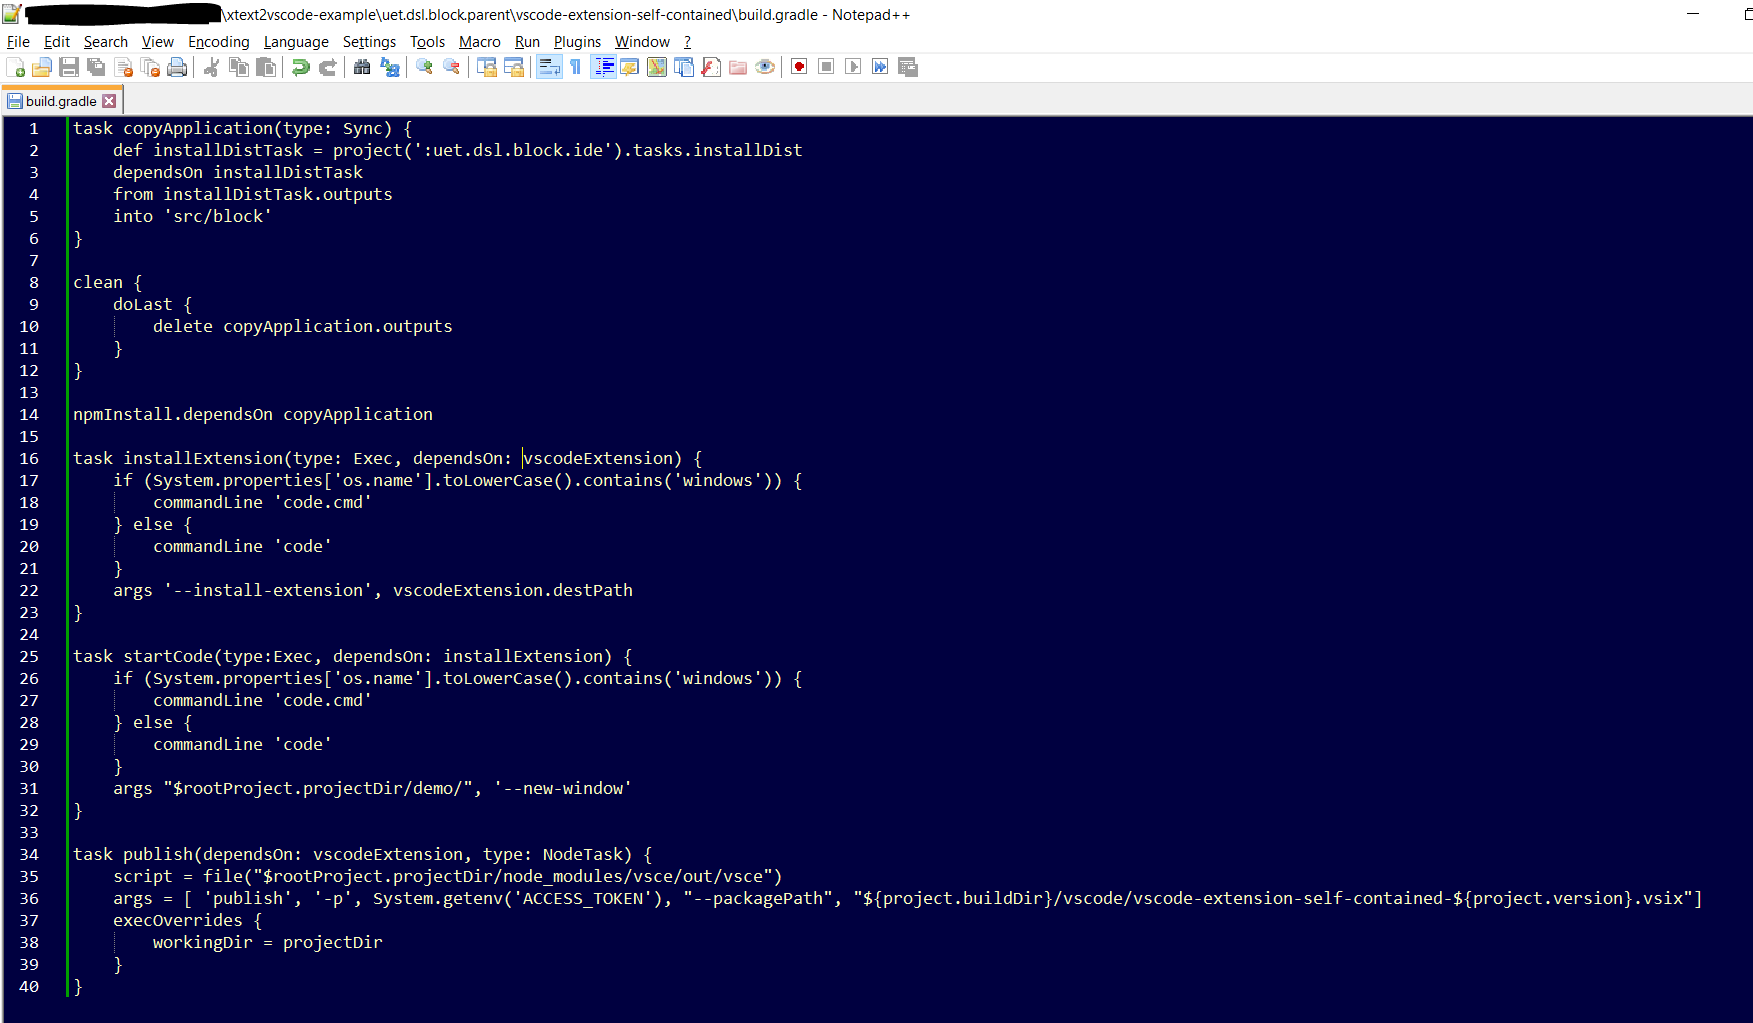 \xtext2vscode-example\uet.dsl.block.parent\vscode-extension-self-contained\build.gradle - Notepad++
File Edit Search View Encoding Language Settings Tools Macro Run Plugins Window ?
build.gradle
1 task copyApplication(type: Sync) {
2     def installDistTask = project(':uet.dsl.block.ide').tasks.installDist
3     dependsOn installDistTask
4     from installDistTask.outputs
5     into 'src/block'
6 }
7
8 clean {
9     doLast {
10         delete copyApplication.outputs
11     }
12 }
13
14 npmInstall.dependsOn copyApplication
15
16 task installExtension(type: Exec, dependsOn: vscodeExtension) {
17     if (System.properties['os.name'].toLowerCase().contains('windows')) {
18         commandLine 'code.cmd'
19     } else {
20         commandLine 'code'
21     }
22     args '--install-extension', vscodeExtension.destPath
23 }
24
25 task startCode(type:Exec, dependsOn: installExtension) {
26     if (System.properties['os.name'].toLowerCase().contains('windows')) {
27         commandLine 'code.cmd'
28     } else {
29         commandLine 'code'
30     }
31     args "$rootProject.projectDir/demo/", '--new-window'
32 }
33
34 task publish(dependsOn: vscodeExtension, type: NodeTask) {
35     script = file("$rootProject.projectDir/node_modules/vsce/out/vsce")
36     args = [ 'publish', '-p', System.getenv('ACCESS_TOKEN'), "--packagePath", "${project.buildDir}/vscode/vscode-extension-self-contained-${project.version}.vsix"]
37     execOverrides {
38         workingDir = projectDir
39     }
40 }